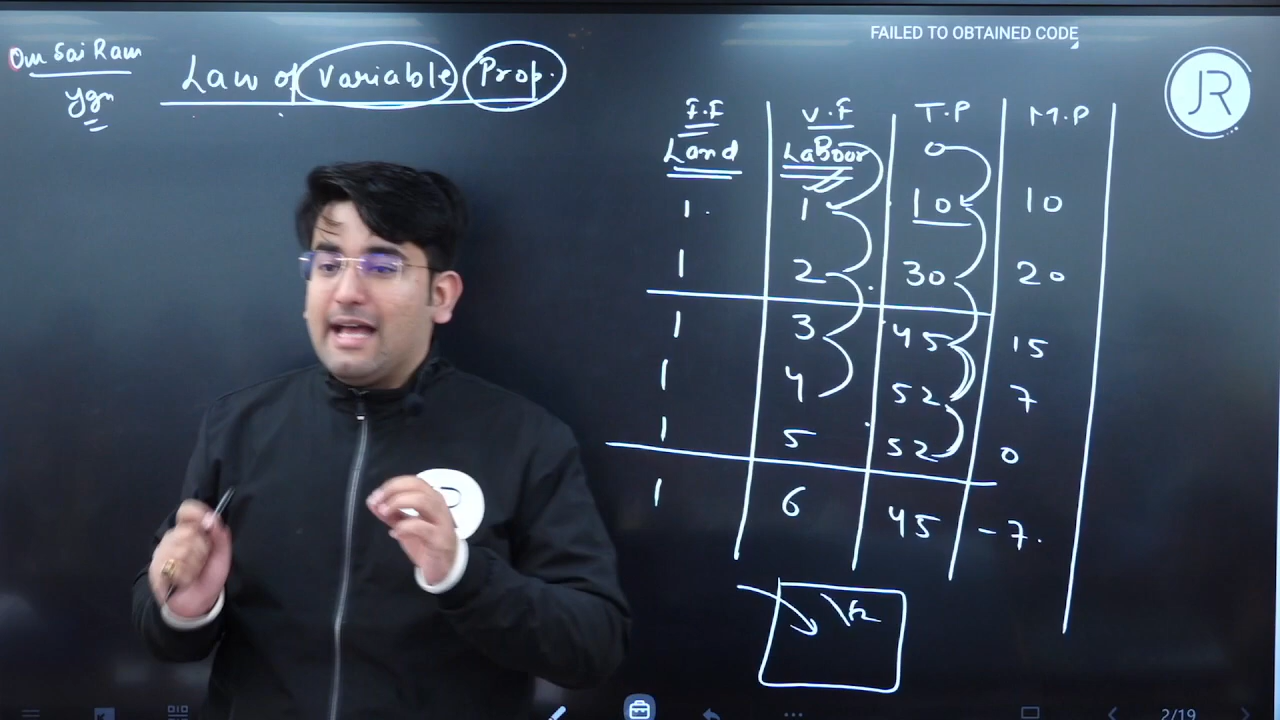 FAILED TO OBTAINED CODE
Om Sai Ram
Ygn
Law of Variable Prop.
JR
F.F V.F T.P M.P
Land Labour 0
1. 1 10 10
1 2 30 20
1 3 45 15
1 4 52 7
1 5 52 0
1 6 45 -7.
2/19